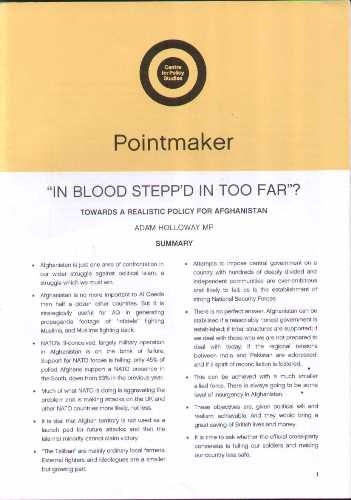 Centre
for Policy
Studies
Pointmaker
"IN BLOOD STEPP'D IN TOO FAR"?
TOWARDS A REALISTIC POLICY FOR AFGHANISTAN
ADAM HOLLOWAY MP
SUMMARY
• Afghanistan is just one area of confrontation in
our wider struggle against political Islam, a
struggle which we must win.
• Afghanistan is no more important to Al Qaeda
than half a dozen other countries. But it is
strategically useful for AQ in generating
propaganda footage of "infidels" fighting
Muslims, and Muslims fighting back.
• NATO's ill-conceived, largely military operation
in Afghanistan is on the brink of failure.
Support for NATO forces is falling: only 45% of
polled Afghans support a NATO presence in
the South, down from 83% in the previous year.
• Much of what NATO is doing is aggravating the
problem and is making attacks on the UK and
other NATO countries more likely, not less.
• It is vital that Afghan territory is not used as a
launch pad for future attacks; and that the
Islamist minority cannot claim victory.
• "The Taliban" are mainly ordinary local farmers.
External fighters and ideologues are a smaller
but growing part.
• Attempts to impose central government on a
country with hundreds of deeply divided and
independent communities are over-ambitious
and likely to fail; as is the establishment of
strong National Security Forces.
• There is no perfect answer. Afghanistan can be
stabilised if a reasonably honest government is
established; if tribal structures are supported; if
we deal with those who we are not prepared to
deal with today; if the regional tensions
between India and Pakistan are addressed;
and if a spirit of reconciliation is fostered.
• This can be achieved with a much smaller
allied force. There is always going to be some
level of insurgency in Afghanistan.
• These objectives are, given political will and
realism, achievable. And they would bring a
great saving of British lives and money.
• It is time to ask whether the official cross-party
consensus is failing our soldiers and making
our country less safe.
1